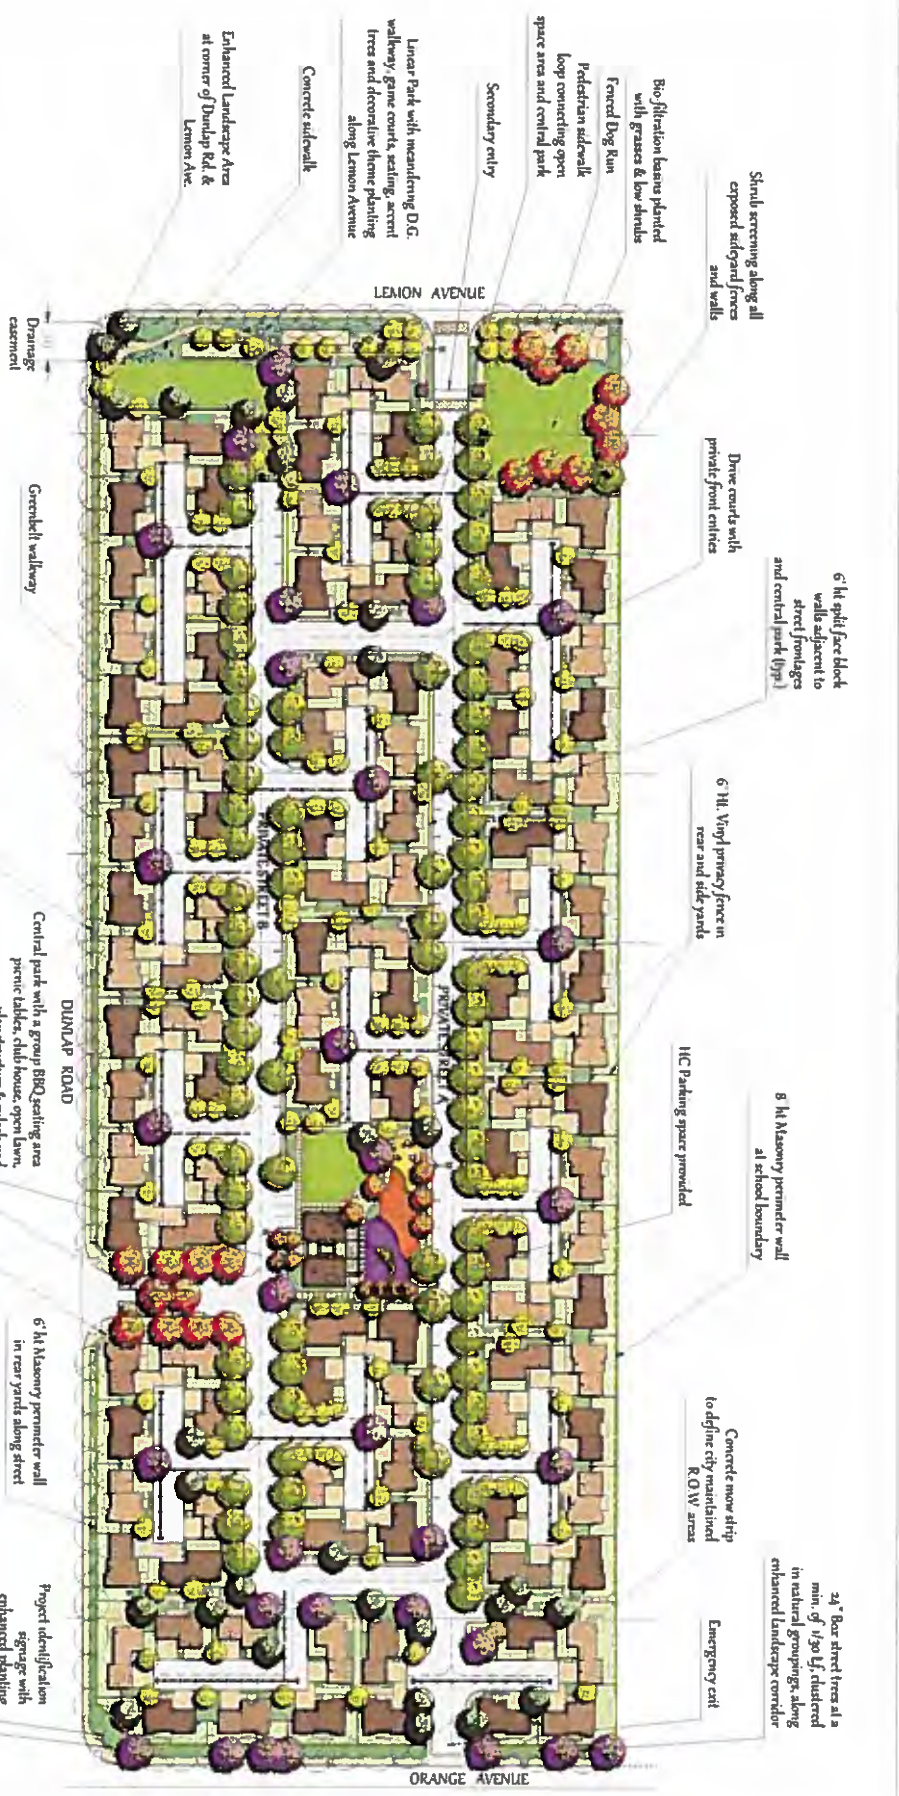 Enhanced Landscape Area
at corner of Dunlap Rd. &
Lemon Ave.
Concrete sidewalk
Linear Park with meandering D.G.
walkway, game courts, seating, accent
trees and decorative theme planting
along Lemon Avenue
Secondary entry
Pedestrian sidewalk
loop connecting open
space area and central park
Fenced Dog Run
Bio-filtration basins planted
with grasses & low shrubs
Shrub screening along all
exposed sideyard fences
and walls
LEMON AVENUE
Drainage
easement
Greenbelt walkway
Drive courts with
private front entries
6' ht split face block
walls adjacent to
street frontages
and central park (typ.)
6' Ht. Vinyl privacy fence in
rear and side yards
PRIVATE STREET B
PRIVATE STREET A
DUNLAP ROAD
Central park with a group BBQ seating area
picnic tables, club house, open lawn,
HC Parking space provided
8' ht Masonry perimeter wall
at school boundary
6' ht Masonry perimeter wall
in rear yards along street
Concrete mow strip
to define city maintained
R.O.W areas
Project identification
signage with
enhanced planting
Emergency exit
24" Box street trees at a
min. of 1/30 l.f, clustered
in natural groupings, along
enhanced landscape corridor
ORANGE AVENUE